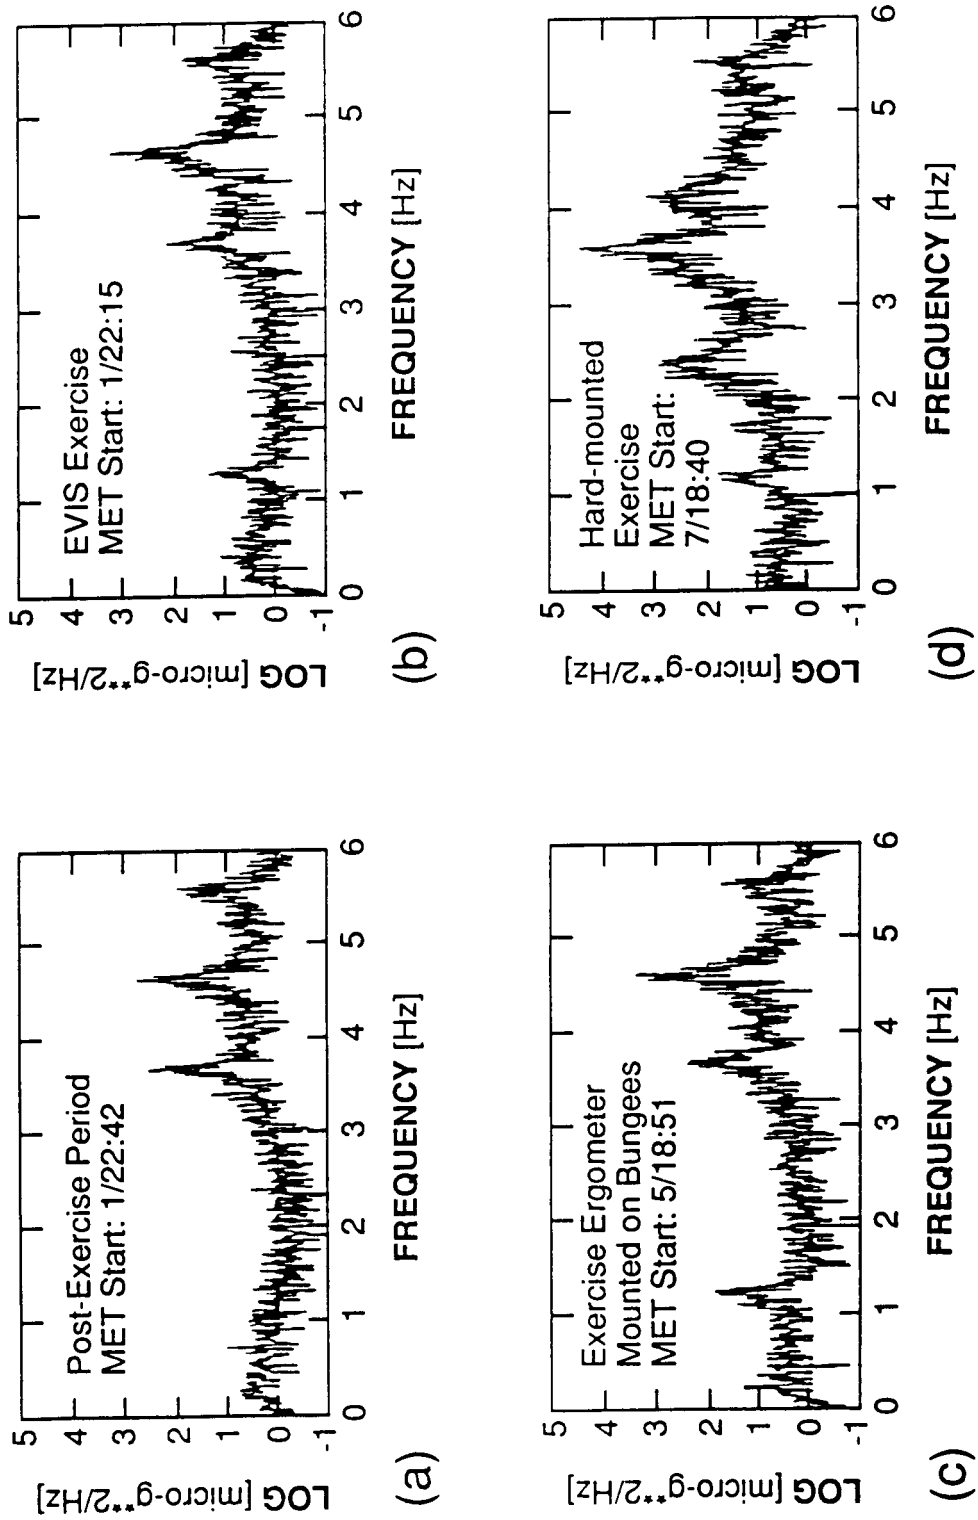 5
4
3
2
1
0
-1
LOG [micro-g**2/Hz]
Post-Exercise Period
MET Start: 1/22:42
0 1 2 3 4 5 6
FREQUENCY [Hz]
(a)
5
4
3
2
1
0
-1
LOG [micro-g**2/Hz]
EVIS Exercise
MET Start: 1/22:15
0 1 2 3 4 5 6
FREQUENCY [Hz]
(b)
5
4
3
2
1
0
-1
LOG [micro-g**2/Hz]
Exercise Ergometer
Mounted on Bungees
MET Start: 5/18:51
0 1 2 3 4 5 6
FREQUENCY [Hz]
(c)
5
4
3
2
1
0
-1
LOG [micro-g**2/Hz]
Hard-mounted
Exercise
MET Start:
7/18:40
0 1 2 3 4 5 6
FREQUENCY [Hz]
(d)